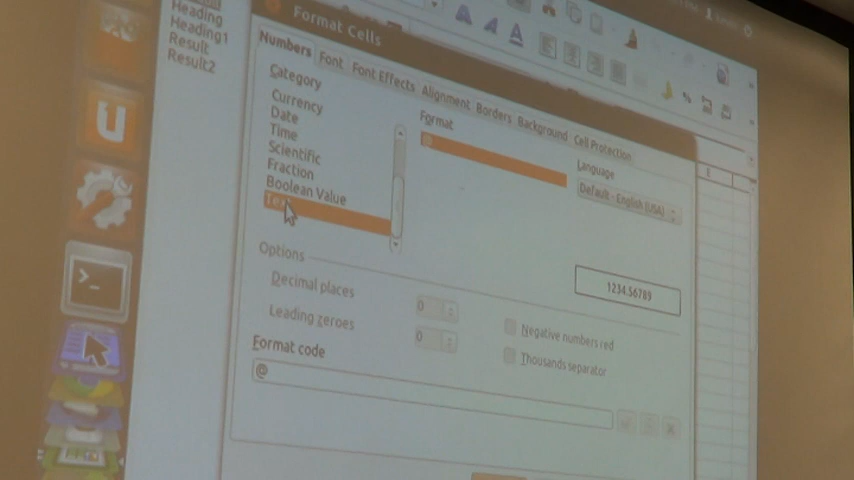 Heading
Heading1
Result
Result2
Format Cells
Numbers Font Font Effects Alignment Borders Background Cell Protection
Category
Currency
Date
Time
Scientific
Fraction
Boolean Value
Format
@
Language
Default - English (USA)
1234.56789
Options
Decimal places 0
Leading zeroes 0
Negative numbers red
Thousands separator
Format code
@